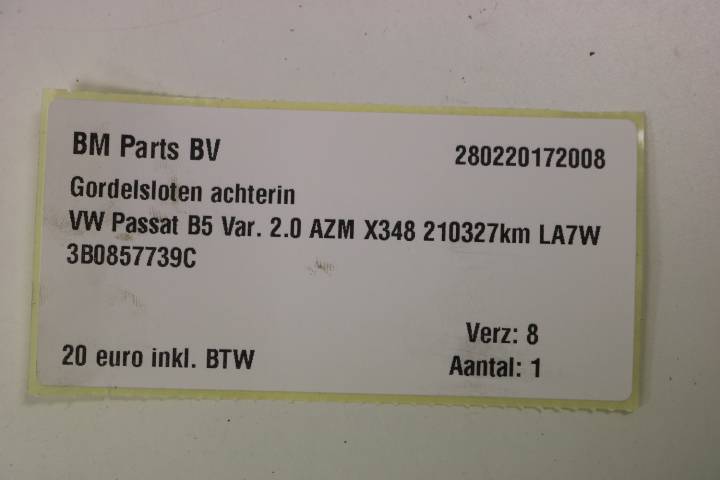 BM Parts BV 280220172008
Gordelsloten achterin
VW Passat B5 Var. 2.0 AZM X348 210327km LA7W
3B0857739C
Verz: 8
20 euro inkl. BTW Aantal: 1